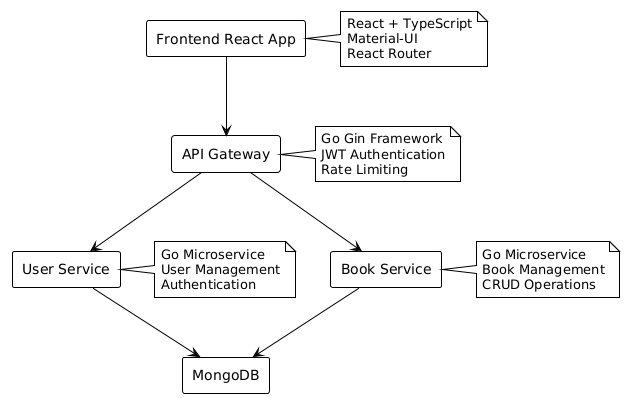 Frontend React App
React + TypeScript
Material-UI
React Router
API Gateway
Go Gin Framework
JWT Authentication
Rate Limiting
User Service
Go Microservice
User Management
Authentication
Book Service
Go Microservice
Book Management
CRUD Operations
MongoDB